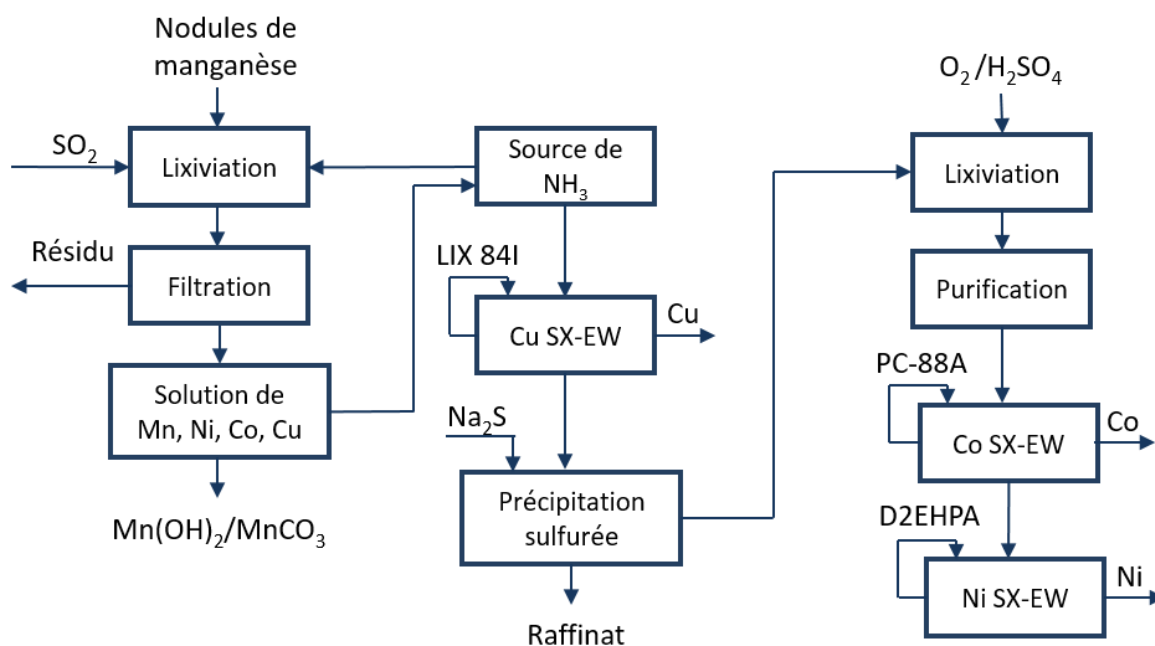 Nodules de
manganèse
SO₂
Lixiviation
Résidu
Filtration
Solution de
Mn, Ni, Co, Cu
Mn(OH)₂/MnCO₃
Source de
NH₃
LIX 84I
Cu SX-EW
Cu
Na₂S
Précipitation
sulfurée
Raffinat
O₂/H₂SO₄
Lixiviation
Purification
PC-88A
Co SX-EW
Co
D2EHPA
Ni SX-EW
Ni